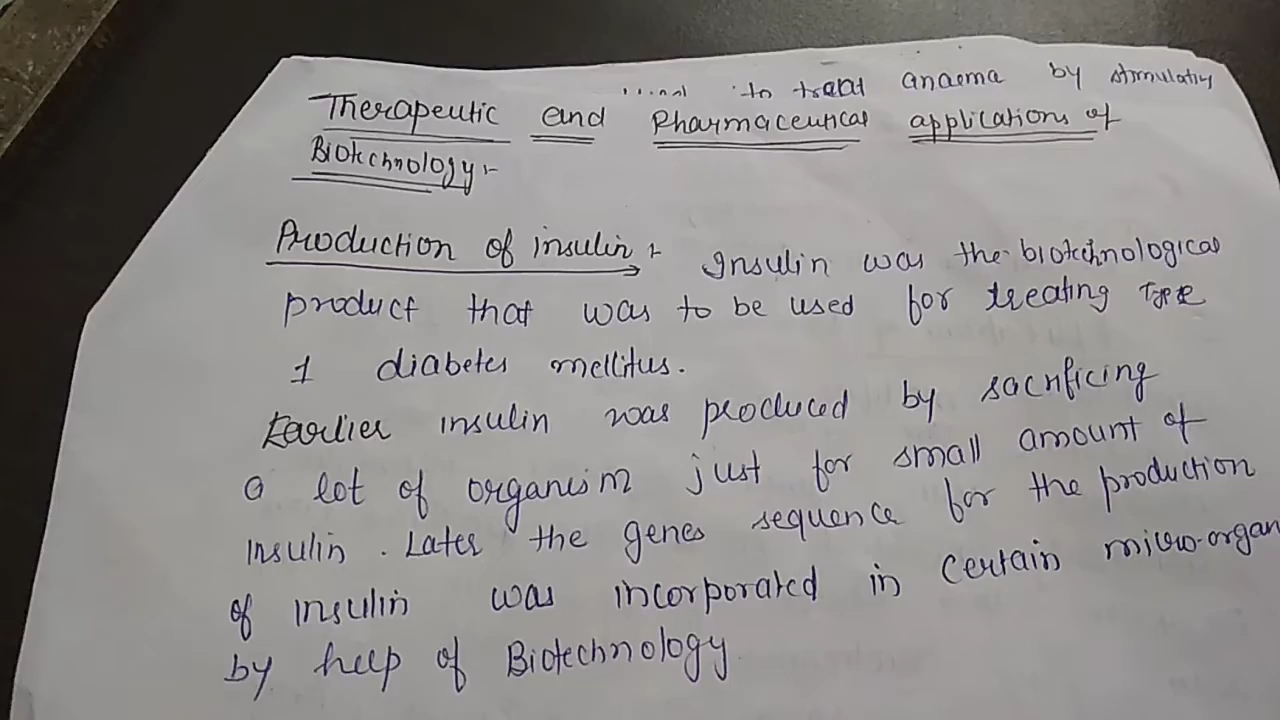 to treat anaema by stimulatiy
Therapeutic and Pharmaceutical applications of
Biotechnology:-
Production of insulin:- Insulin was the biotechnological
product that was to be used for treating type
1 diabetes mellitus.
Earlier insulin was produced by sacrificing
a lot of organism just for small amount of
insulin. Later the genes sequence for the production
of insulin was incorporated in certain micro-organ
by help of Biotechnology